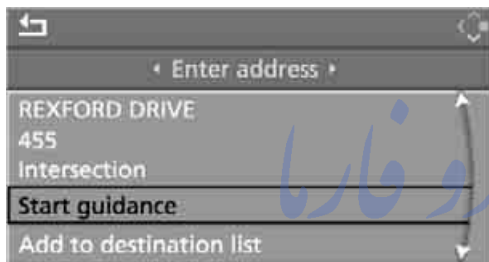 Enter address
REXFORD DRIVE
455
Intersection
Start guidance
Add to destination list